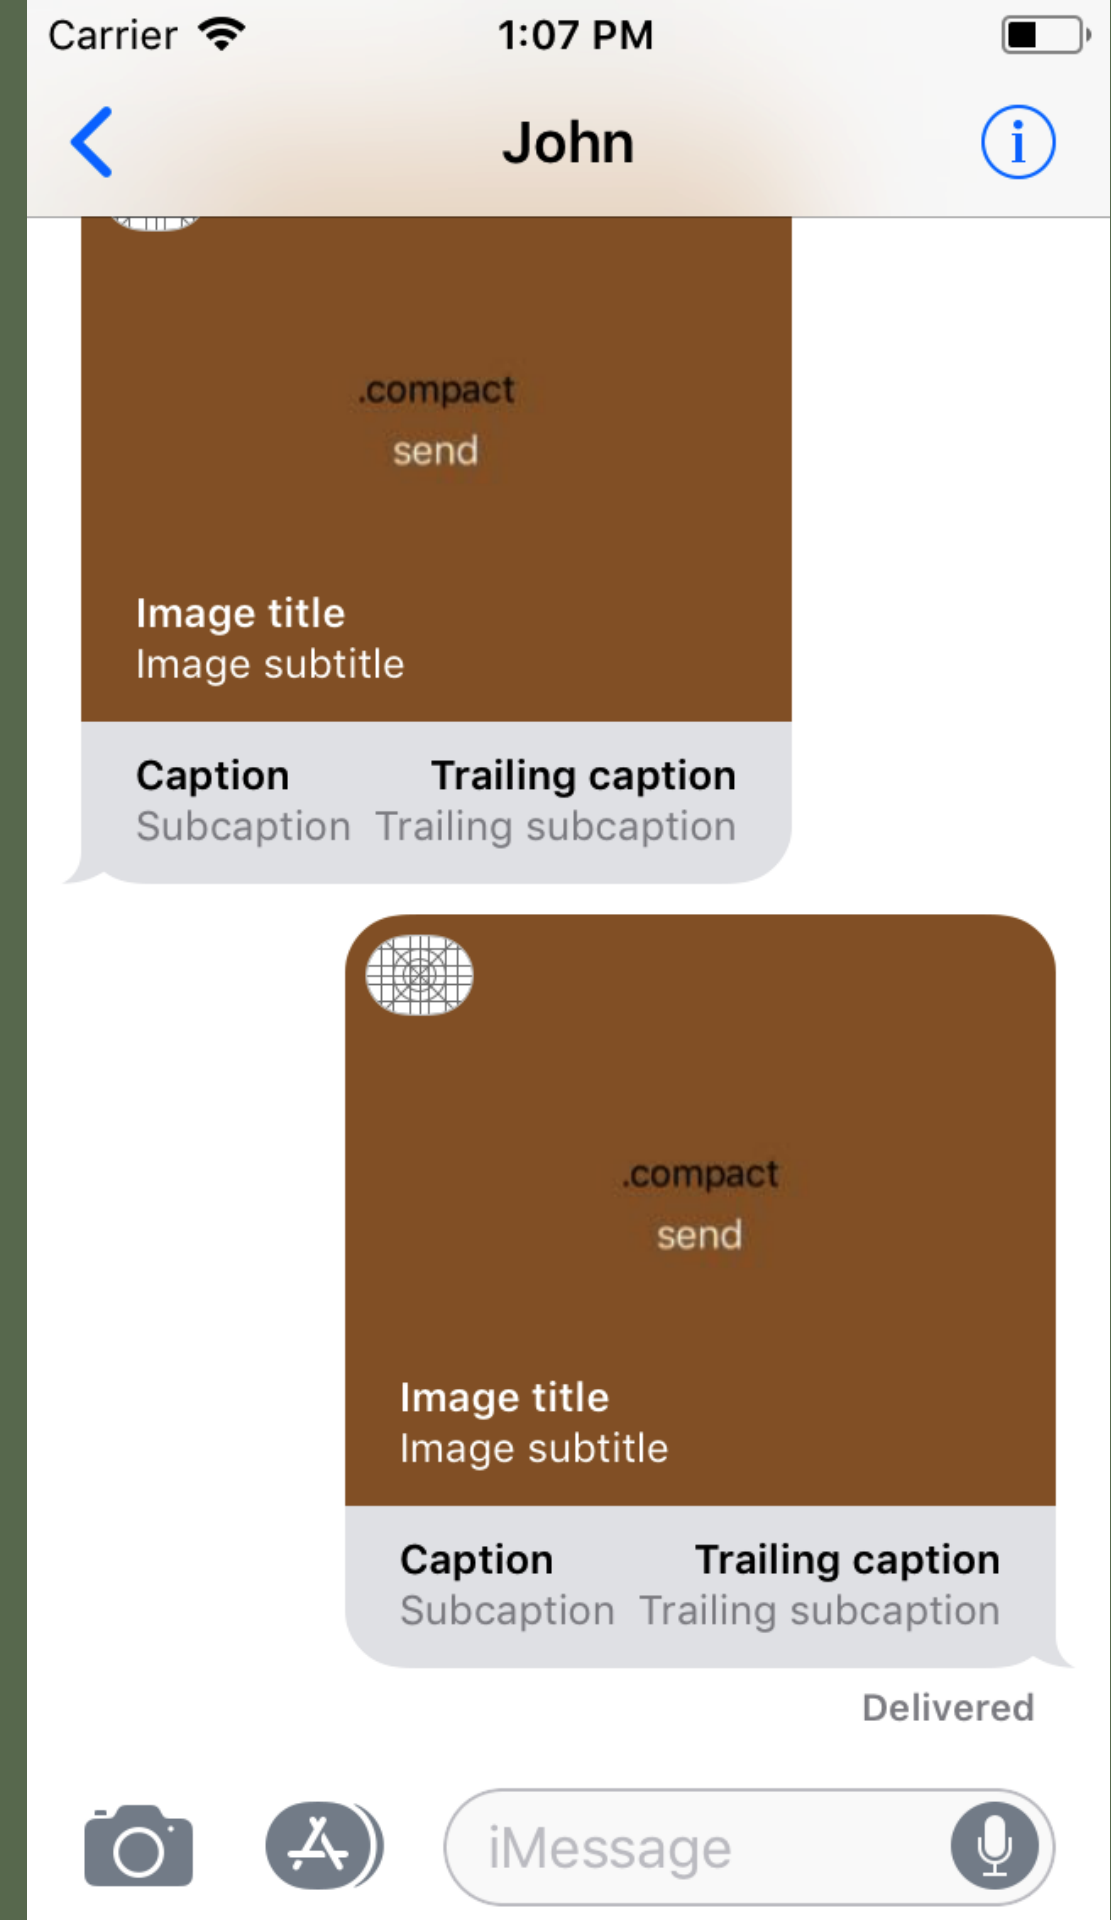 Carrier 1:07 PM
John
.compact
send
Image title
Image subtitle
Caption Trailing caption
Subcaption Trailing subcaption
.compact
send
Image title
Image subtitle
Caption Trailing caption
Subcaption Trailing subcaption
Delivered
iMessage